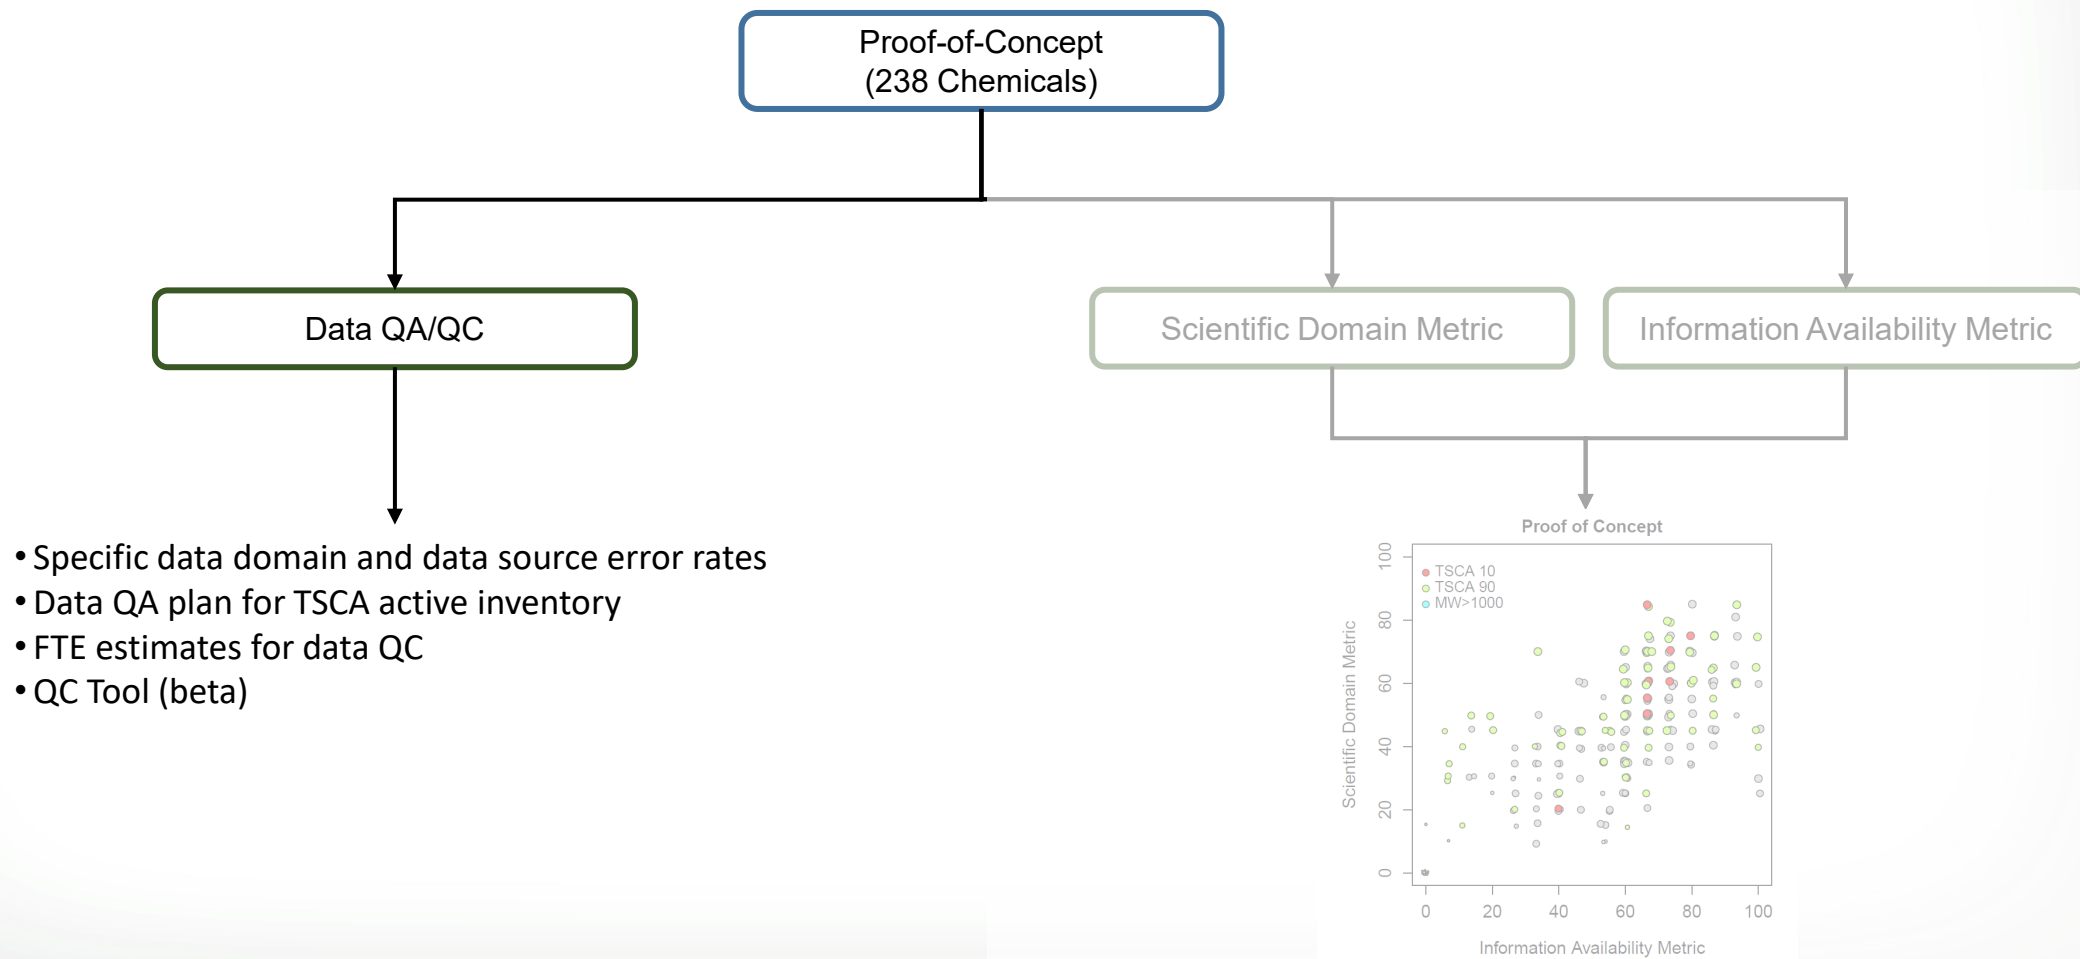 Proof-of-Concept
(238 Chemicals)
Data QA/QC
Scientific Domain Metric
Information Availability Metric
• Specific data domain and data source error rates
• Data QA plan for TSCA active inventory
• FTE estimates for data QC
• QC Tool (beta)
Proof of Concept
TSCA 10
TSCA 90
MW>1000
Scientific Domain Metric
100
80
60
40
20
0
0 20 40 60 80 100
Information Availability Metric